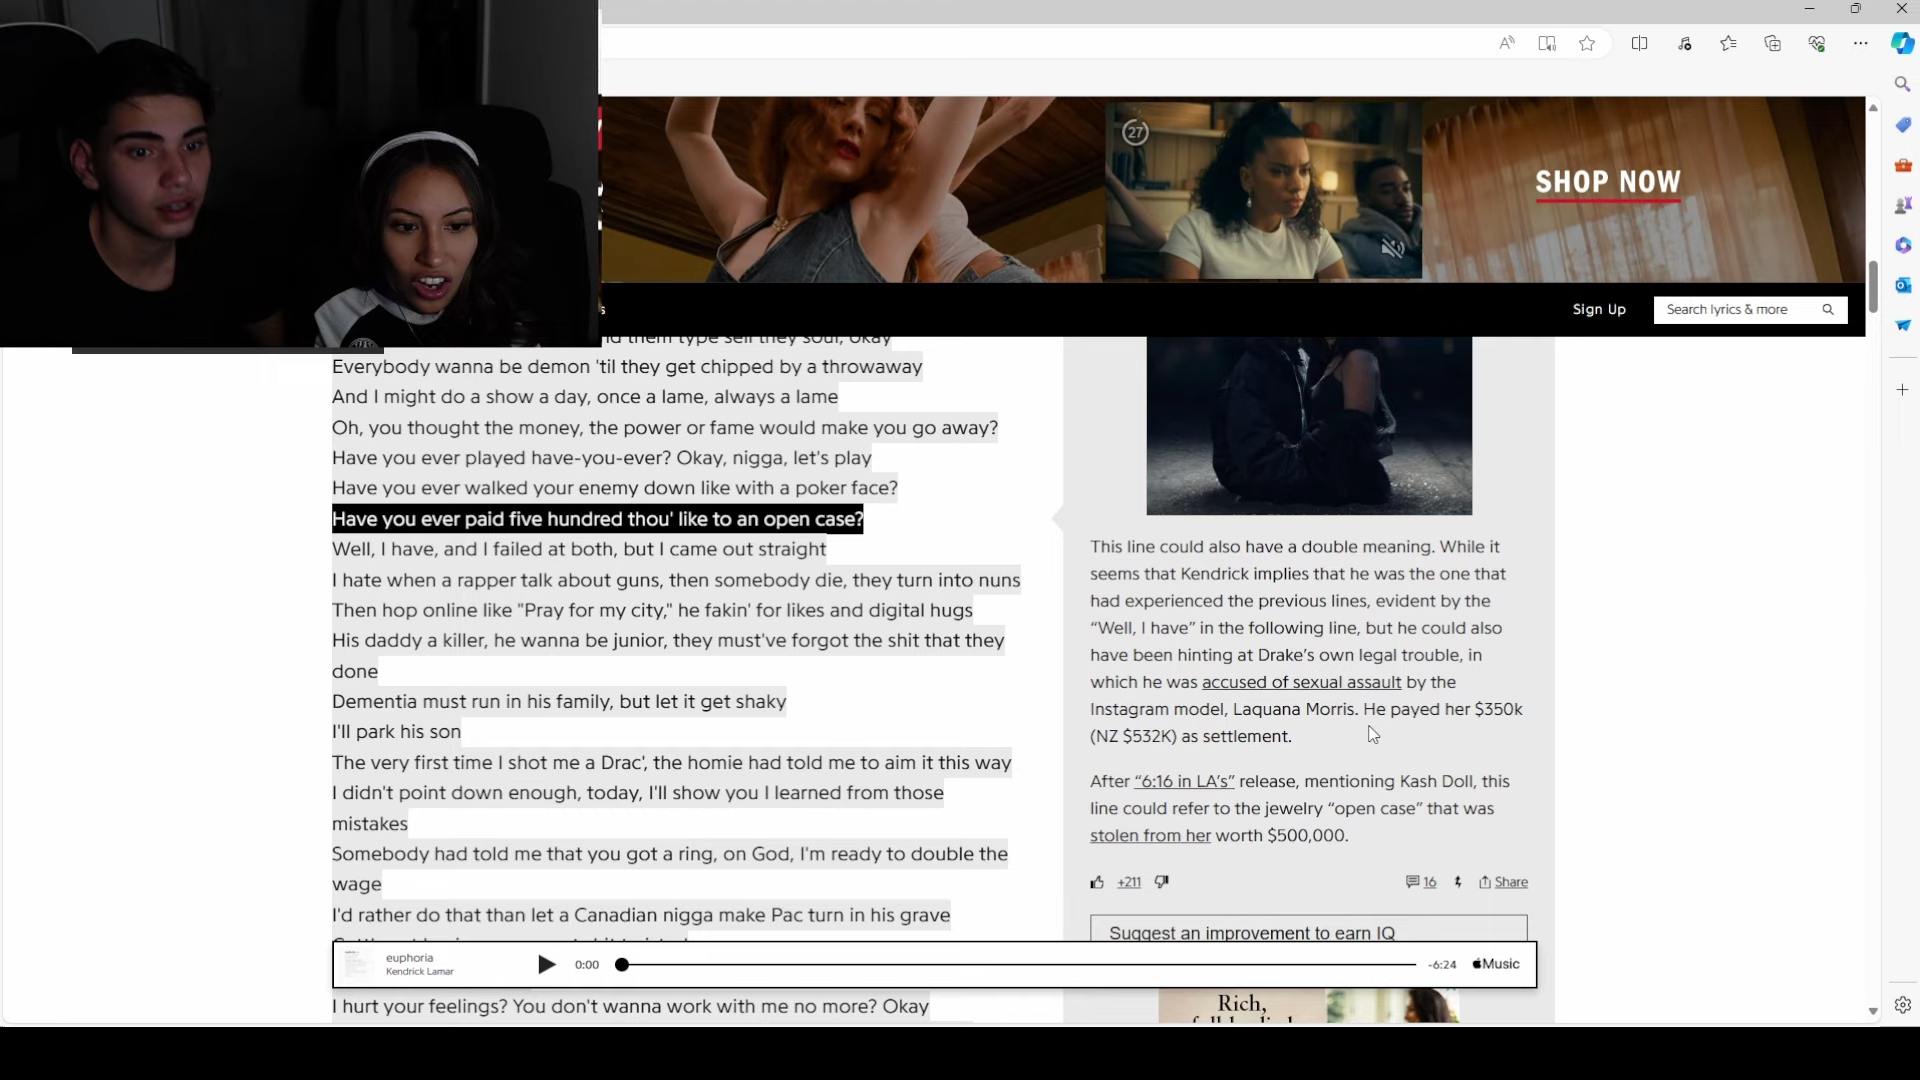 27
SHOP NOW
Sign Up
Search lyrics & more
them type sell they soul, okay
Everybody wanna be demon 'til they get chipped by a throwaway
And I might do a show a day, once a lame, always a lame
Oh, you thought the money, the power or fame would make you go away?
Have you ever played have-you-ever? Okay, nigga, let's play
Have you ever walked your enemy down like with a poker face?
Have you ever paid five hundred thou' like to an open case?
Well, I have, and I failed at both, but I came out straight
I hate when a rapper talk about guns, then somebody die, they turn into nuns
Then hop online like "Pray for my city," he fakin' for likes and digital hugs
His daddy a killer, he wanna be junior, they must've forgot the shit that they
done
Dementia must run in his family, but let it get shaky
I'll park his son
The very first time I shot me a Drac', the homie had told me to aim it this way
I didn't point down enough, today, I'll show you I learned from those
mistakes
Somebody had told me that you got a ring, on God, I'm ready to double the
wage
I'd rather do that than let a Canadian nigga make Pac turn in his grave
I hurt your feelings? You don't wanna work with me no more? Okay
This line could also have a double meaning. While it
seems that Kendrick implies that he was the one that
had experienced the previous lines, evident by the
“Well, I have” in the following line, but he could also
have been hinting at Drake’s own legal trouble, in
which he was accused of sexual assault by the
Instagram model, Laquana Morris. He payed her $350k
(NZ $532K) as settlement.
After “6:16 in LA’s” release, mentioning Kash Doll, this
line could refer to the jewelry “open case” that was
stolen from her worth $500,000.
+211
16
Share
Suggest an improvement to earn IQ
euphoria
Kendrick Lamar
0:00
-6:24
Music
Rich,